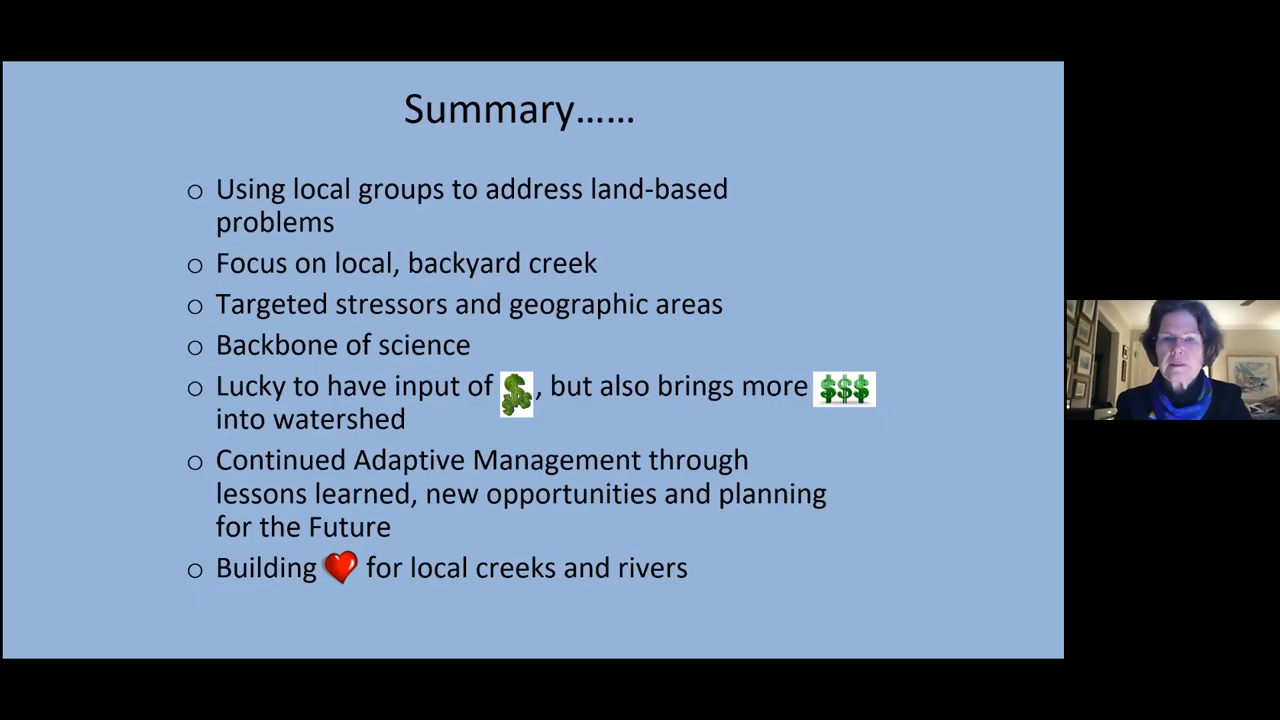 Summary......
o Using local groups to address land-based
problems
o Focus on local, backyard creek
o Targeted stressors and geographic areas
o Backbone of science
o Lucky to have input of $, but also brings more $$$
into watershed
o Continued Adaptive Management through
lessons learned, new opportunities and planning
for the Future
o Building ❤ for local creeks and rivers